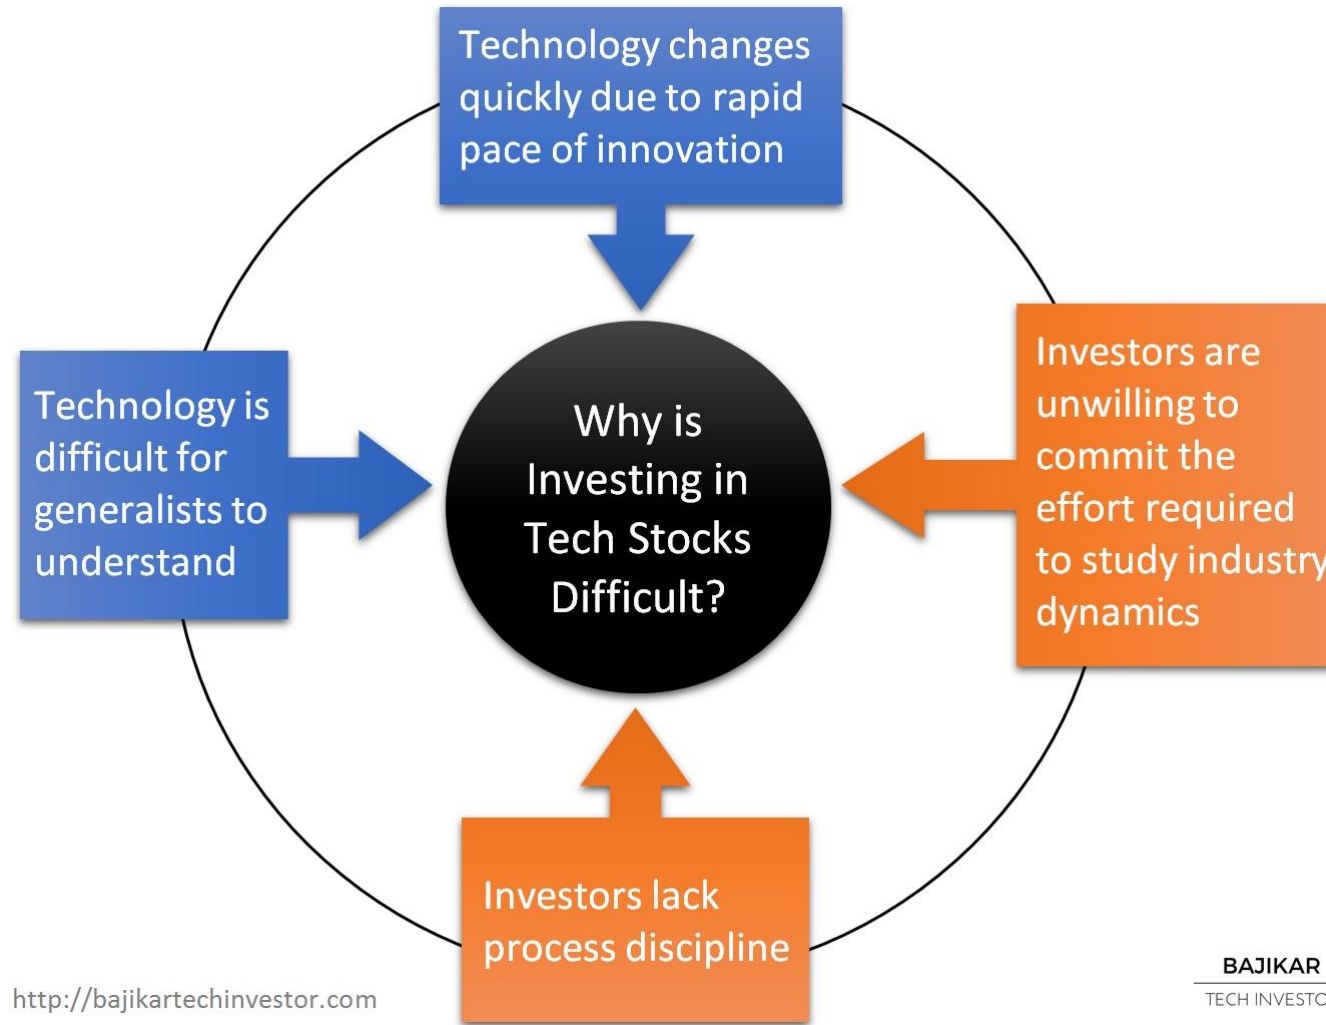 Technology changes
quickly due to rapid
pace of innovation
Technology is
difficult for
generalists to
understand
Why is
Investing in
Tech Stocks
Difficult?
Investors are
unwilling to
commit the
effort required
to study industry
dynamics
Investors lack
process discipline
http://bajikartechinvestor.com
BAJIKAR
TECH INVESTO